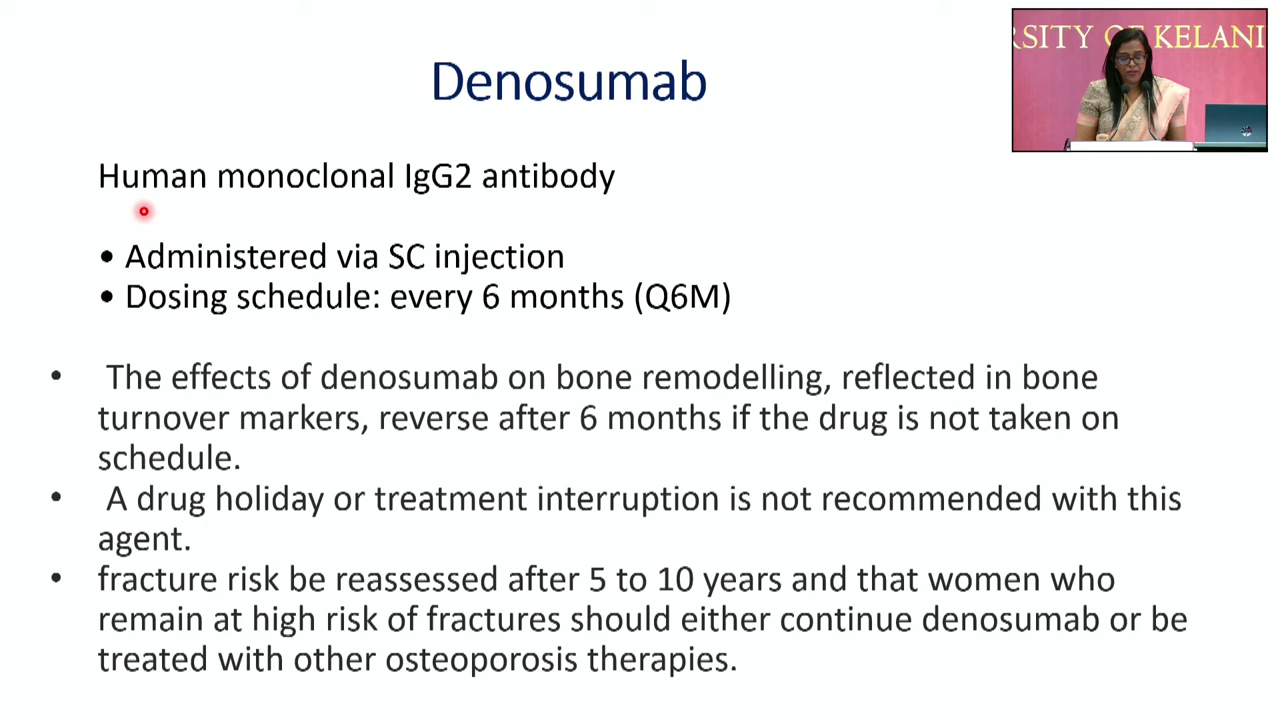 RSITY OF KELANI
Denosumab
Human monoclonal IgG2 antibody
• Administered via SC injection
• Dosing schedule: every 6 months (Q6M)
• The effects of denosumab on bone remodelling, reflected in bone
turnover markers, reverse after 6 months if the drug is not taken on
schedule.
• A drug holiday or treatment interruption is not recommended with this
agent.
• fracture risk be reassessed after 5 to 10 years and that women who
remain at high risk of fractures should either continue denosumab or be
treated with other osteoporosis therapies.